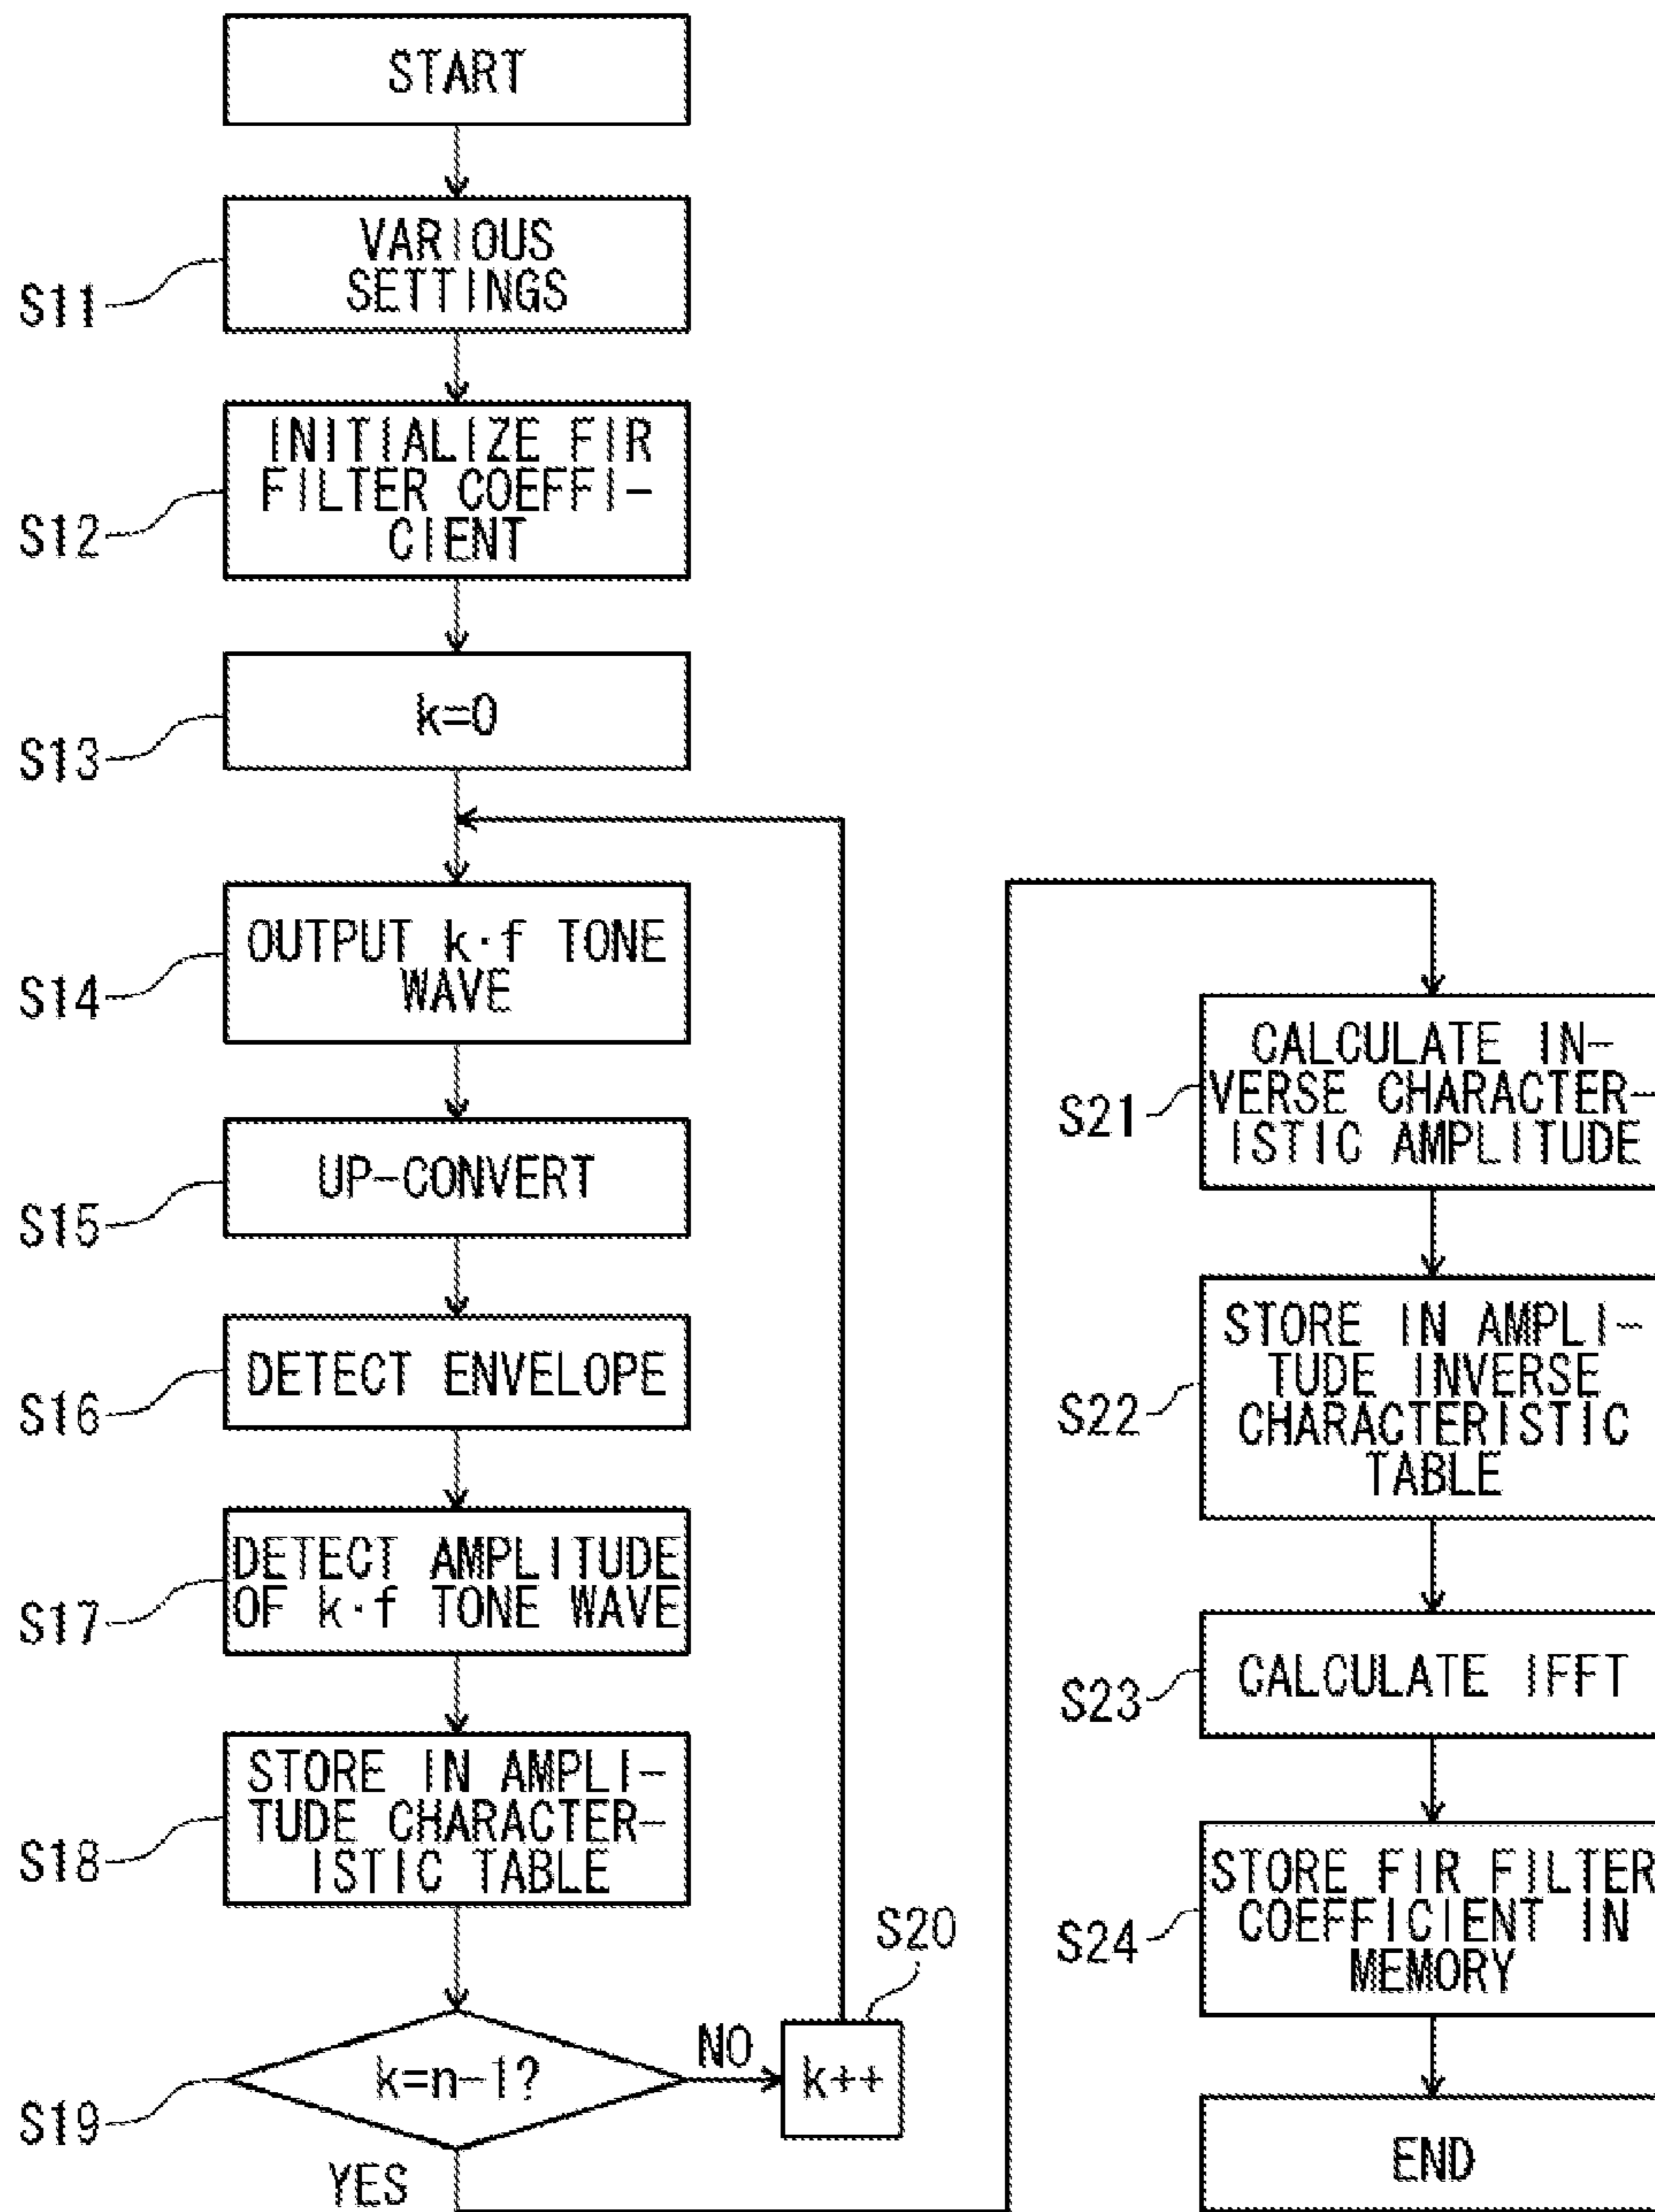 START
VARIOUS
SETTINGS
S11
INITIALIZE FIR
FILTER COEFFI-
CIENT
S12
k=0
S13
OUTPUT k·f TONE
WAVE
S14
UP-CONVERT
S15
DETECT ENVELOPE
S16
DETECT AMPLITUDE
OF k·f TONE WAVE
S17
STORE IN AMPLI-
TUDE CHARACTER-
ISTIC TABLE
S18
k=n-1?
S19
NO
YES
S20
k++
CALCULATE IN-
VERSE CHARACTER-
ISTIC AMPLITUDE
S21
STORE IN AMPLI-
TUDE INVERSE
CHARACTERISTIC
TABLE
S22
CALCULATE IFFT
S23
STORE FIR FILTER
COEFFICIENT IN
MEMORY
S24
END